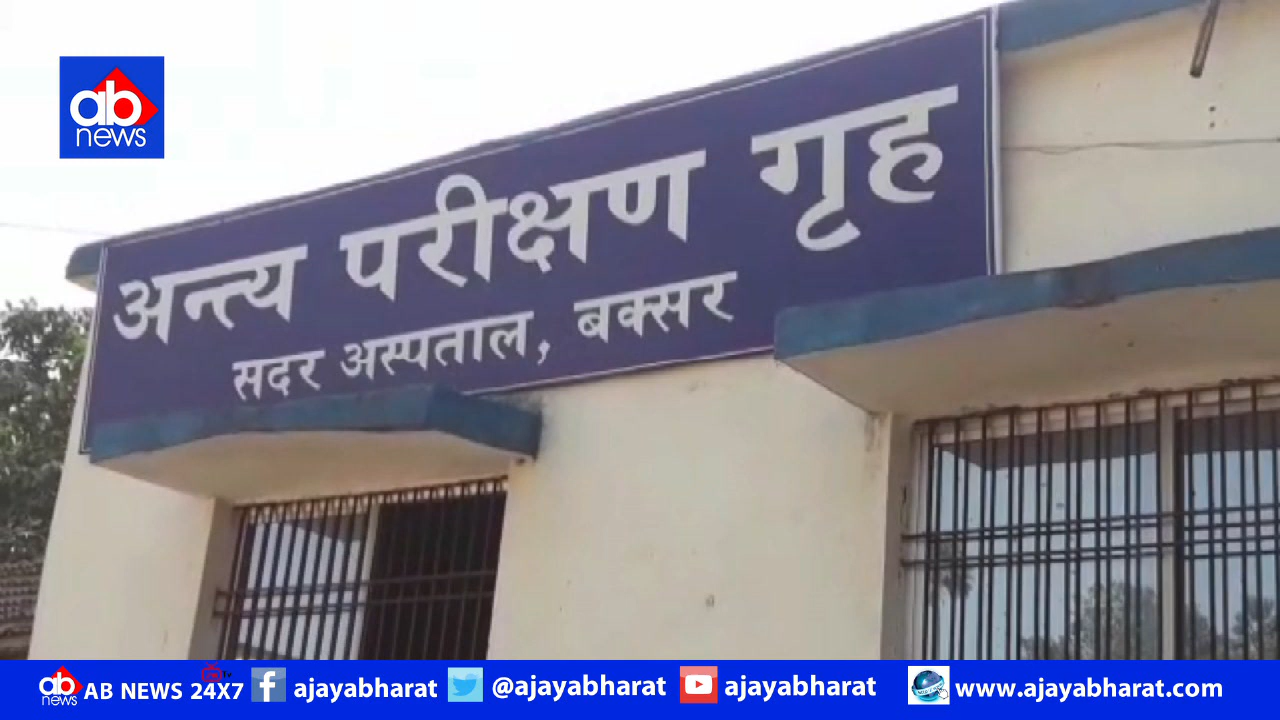 ab
news
अन्त्य परीक्षण गृह
सदर अस्पताल, बक्सर
ab
news
AB NEWS 24X7
ajayabharat
@ajayabharat
ajayabharat
www.ajayabharat.com